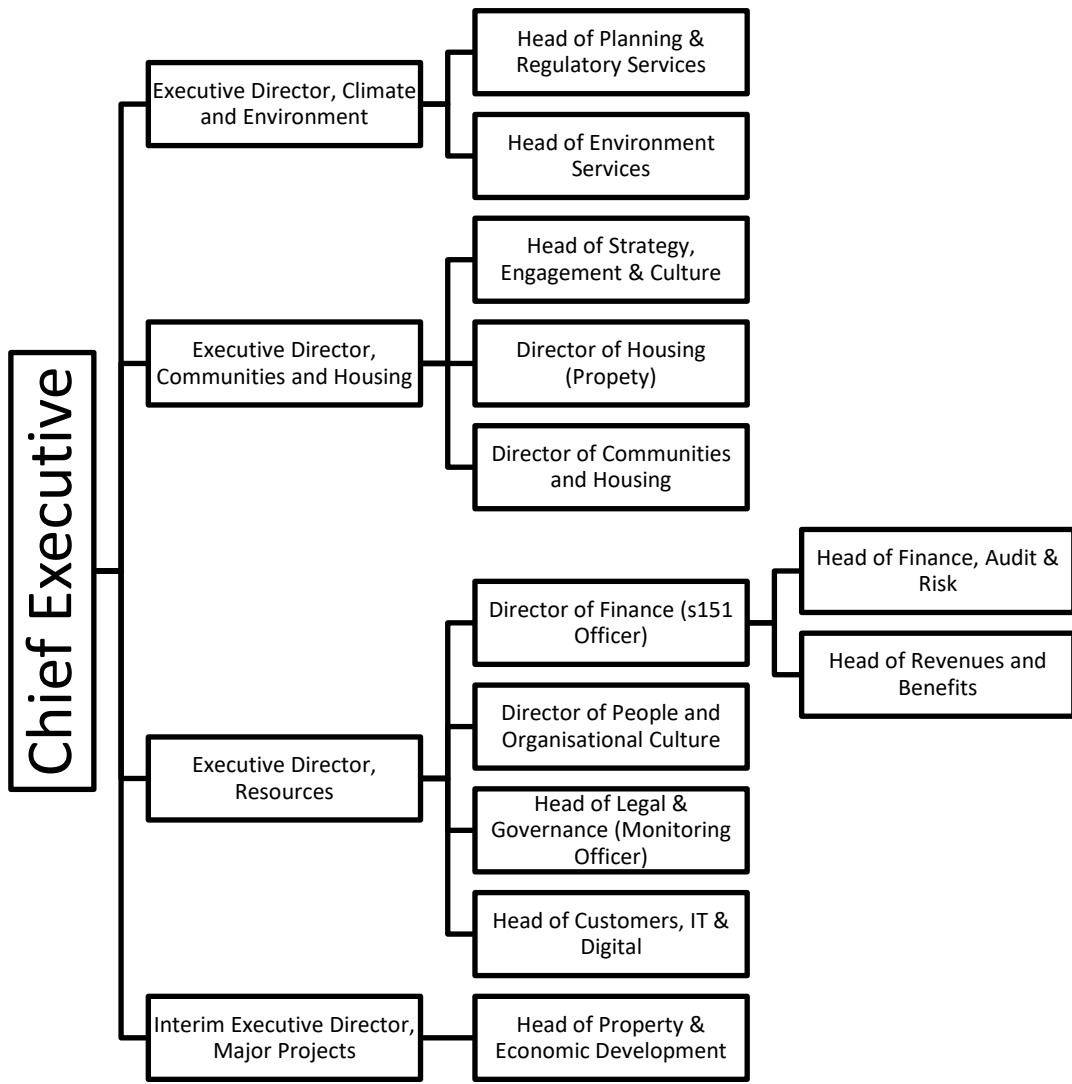 Chief Executive
Executive Director, Climate
and Environment
Head of Planning &
Regulatory Services
Head of Environment
Services
Executive Director,
Communities and Housing
Head of Strategy,
Engagement & Culture
Director of Housing
(Propety)
Director of Communities
and Housing
Executive Director,
Resources
Director of Finance (s151
Officer)
Head of Finance, Audit &
Risk
Head of Revenues and
Benefits
Director of People and
Organisational Culture
Head of Legal &
Governance (Monitoring
Officer)
Head of Customers, IT &
Digital
Interim Executive Director,
Major Projects
Head of Property &
Economic Development